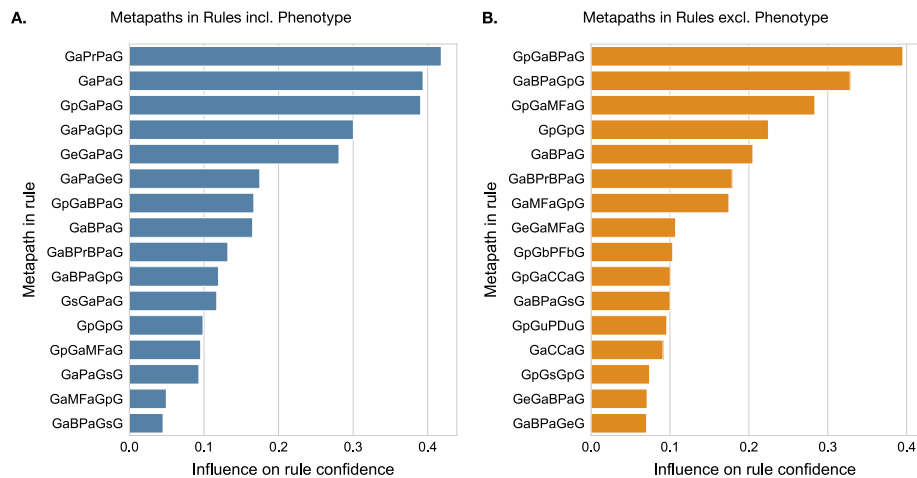 A.
Metapaths in Rules incl. Phenotype
Metapath in rule
GaPrPaG
GaPaG
GpGaPaG
GaPaGpG
GeGaPaG
GaPaGeG
GpGaBPaG
GaBPaG
GaBPrBPaG
GaBPaGpG
GsGaPaG
GpGpG
GpGaMFaG
GaPaGsG
GaMFaGpG
GaBPaGsG
0.0 0.1 0.2 0.3 0.4
Influence on rule confidence
B.
Metapaths in Rules excl. Phenotype
Metapath in rule
GpGaBPaG
GaBPaGpG
GpGaMFaG
GpGpG
GaBPaG
GaBPrBPaG
GaMFaGpG
GeGaMFaG
GpGbPFbG
GpGaCCaG
GaBPaGsG
GpGuPDuG
GaCCaG
GpGsGpG
GeGaBPaG
GaBPaGeG
0.0 0.1 0.2 0.3 0.4
Influence on rule confidence